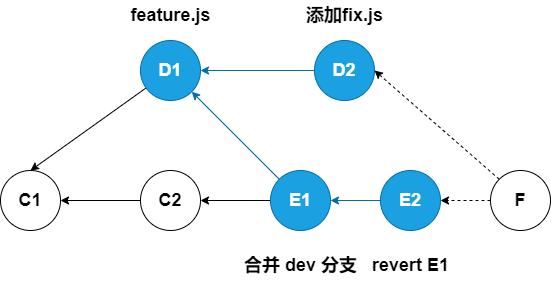 feature.js
添加fix.js
D1
D2
C1
C2
E1
E2
F
合并 dev 分支
revert E1